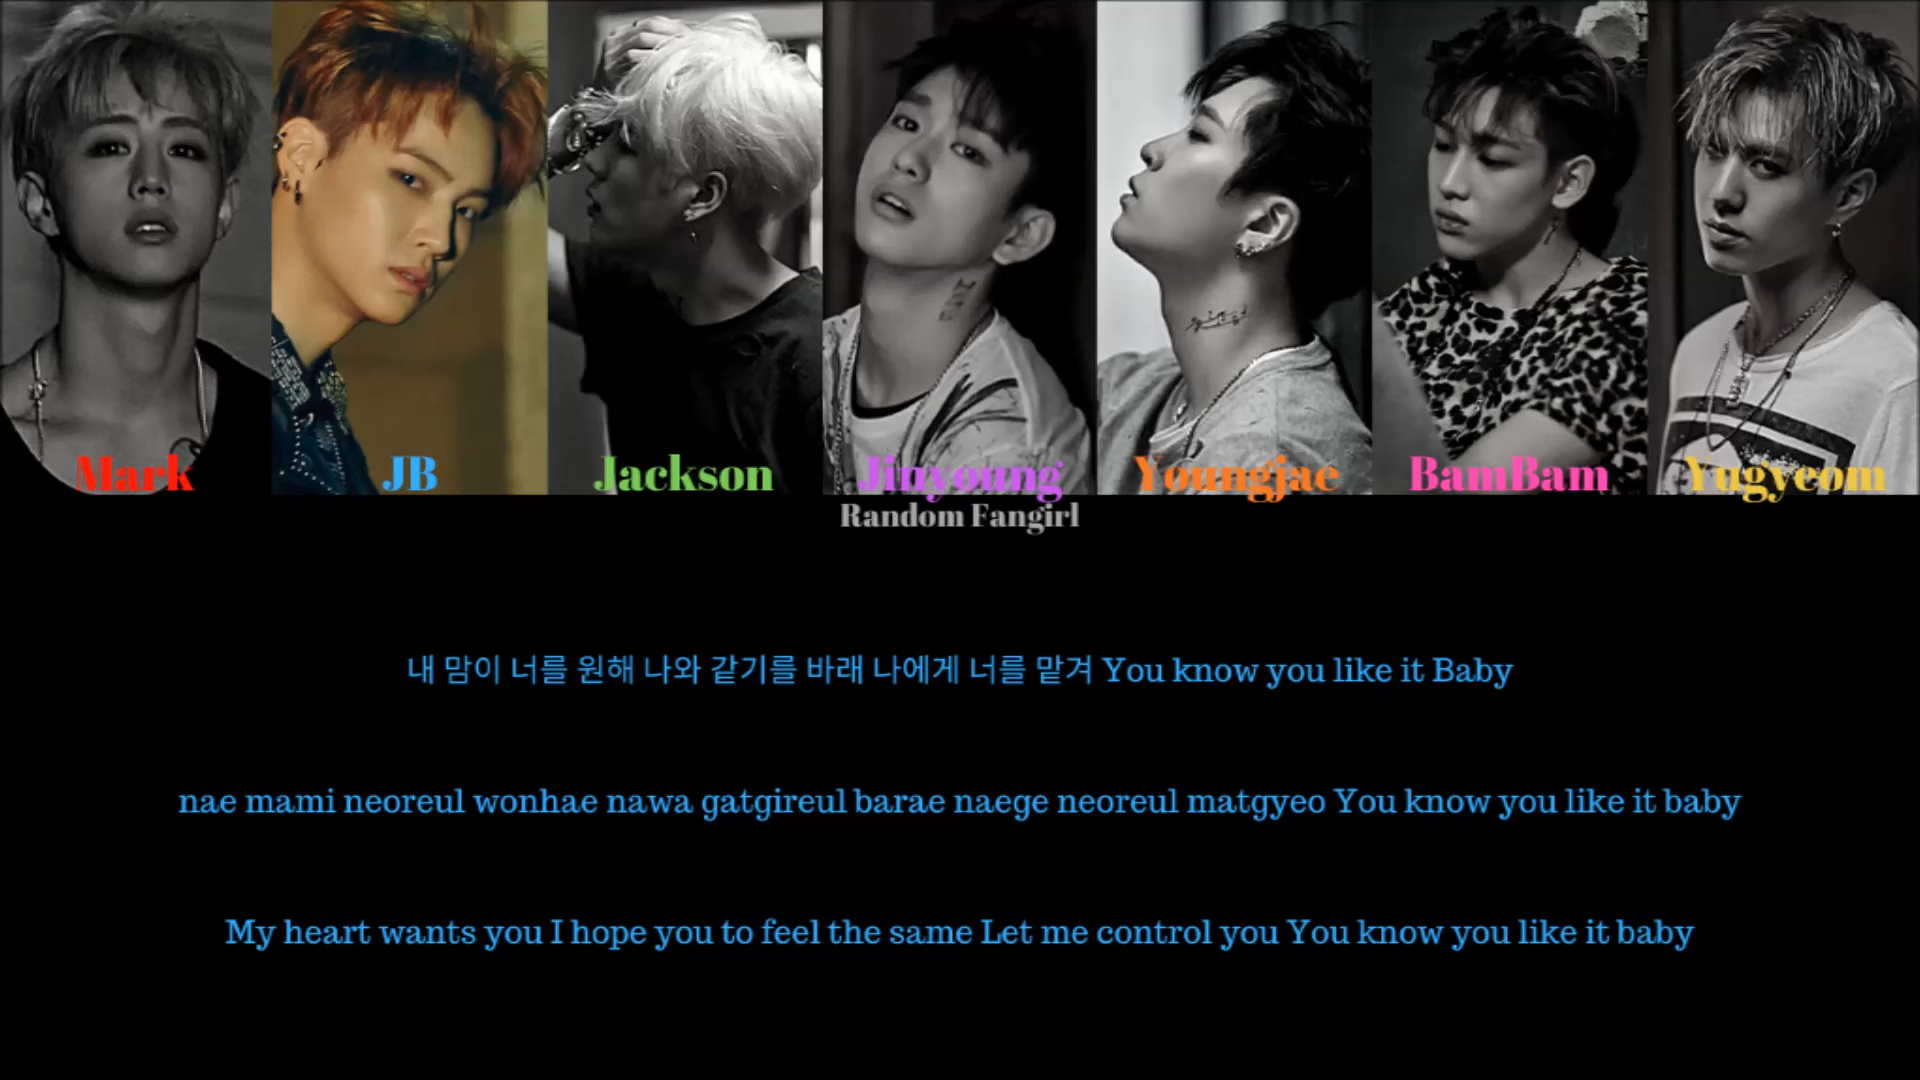 Mark
JB
Jackson
Jinyoung
Youngjae
BamBam
Yugyeom
Random Fangirl
내 맘이 너를 원해 나와 같기를 바래 나에게 너를 맡겨 You know you like it Baby
nae mami neoreul wonhae nawa gatgireul barae naege neoreul matgyeo You know you like it baby
My heart wants you I hope you to feel the same Let me control you You know you like it baby